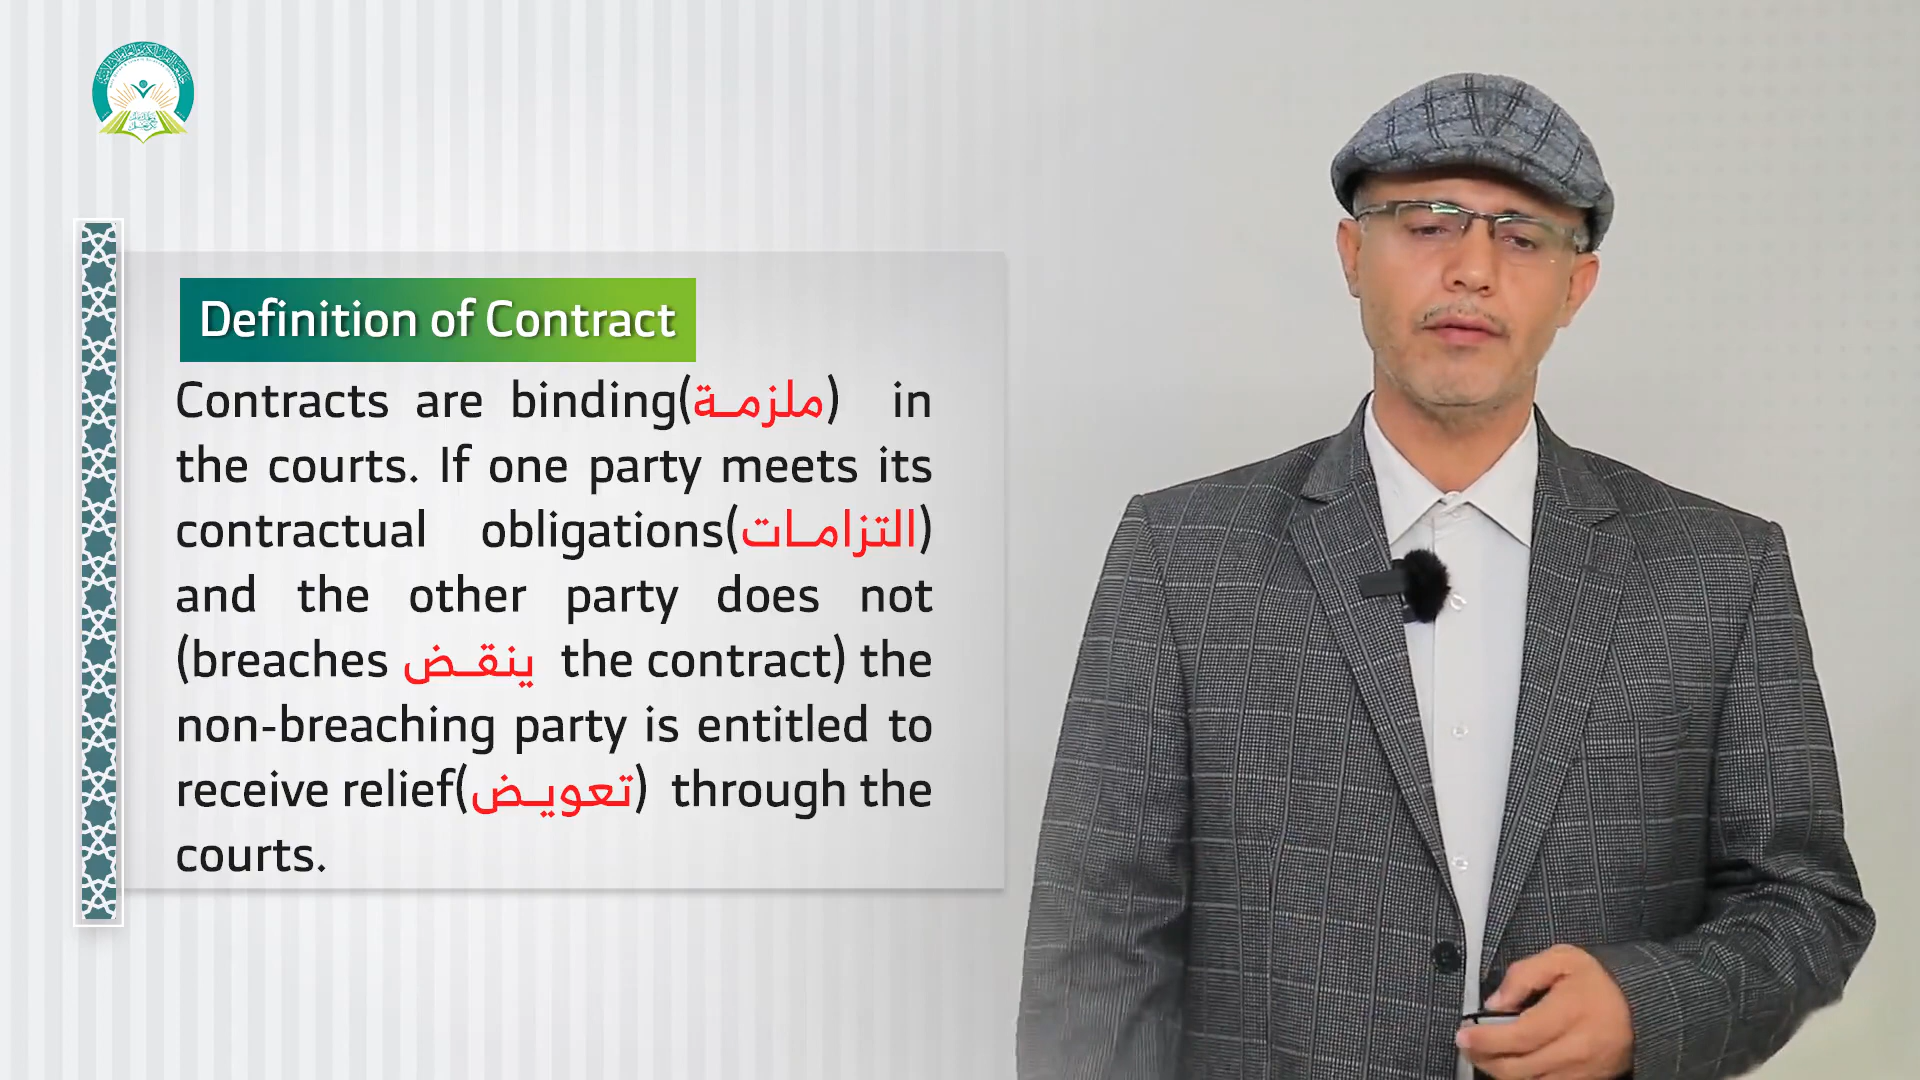 Definition of Contract
Contracts are binding(ملزمة) in
the courts. If one party meets its
contractual obligations(التزامات)
and the other party does not
(breaches ينقض the contract) the
non-breaching party is entitled to
receive relief(تعويض) through the
courts.